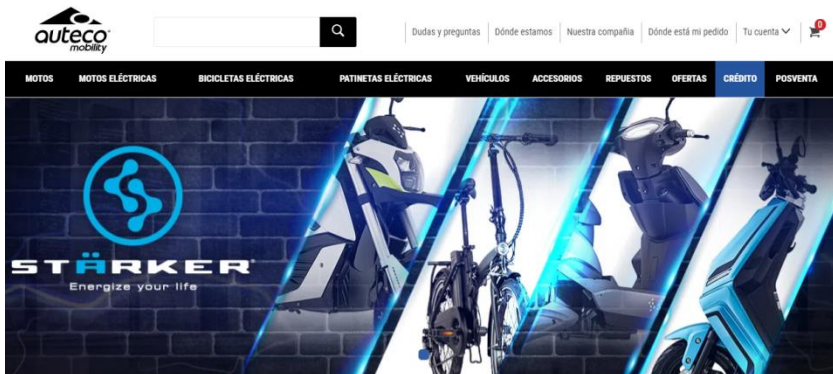 auteco
mobility
Dudas y preguntas
Dónde estamos
Nuestra compañia
Dónde está mi pedido
Tu cuenta
0
MOTOS
MOTOS ELÉCTRICAS
BICICLETAS ELÉCTRICAS
PATINETAS ELÉCTRICAS
VEHÍCULOS
ACCESORIOS
REPUESTOS
OFERTAS
CRÉDITO
POSVENTA
STÄRKER
Energize your life